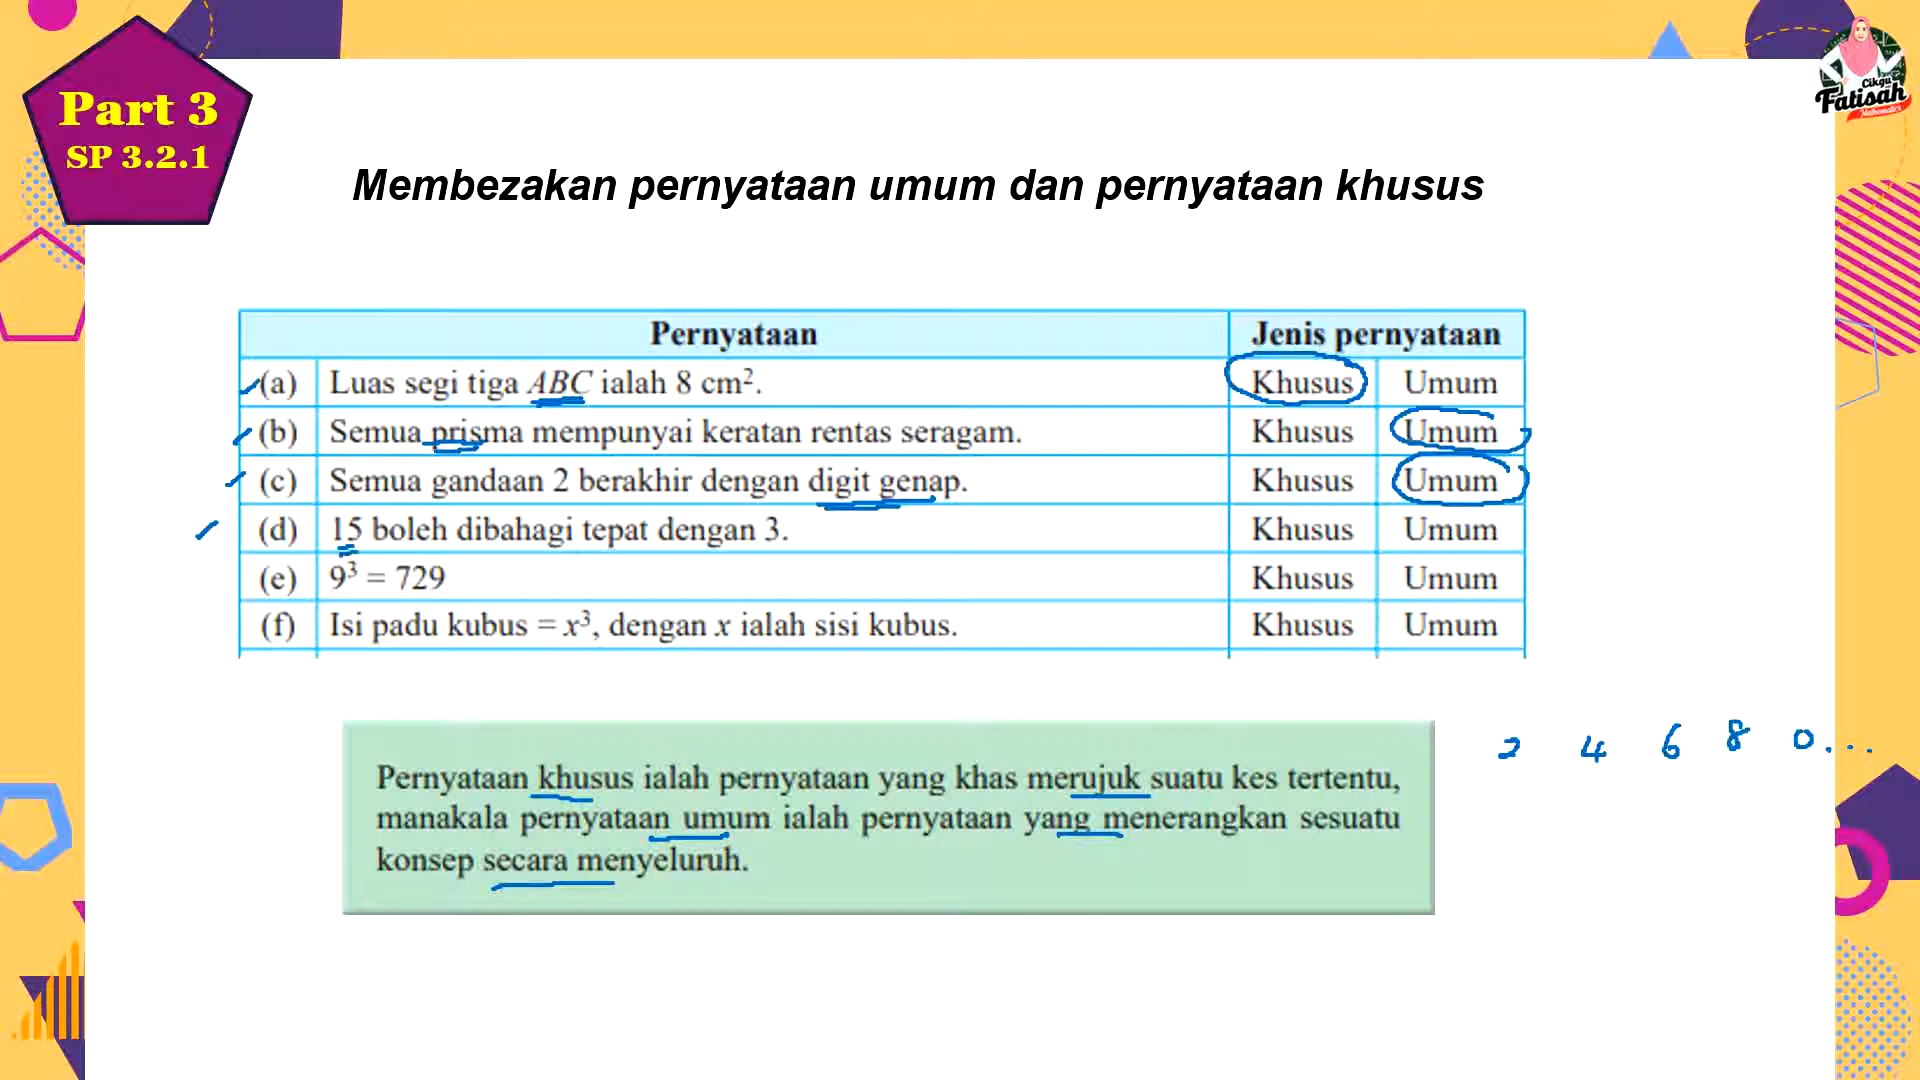 Part 3
SP 3.2.1
Cikgu
Fatisah
Mathematics
Membezakan pernyataan umum dan pernyataan khusus
Pernyataan Jenis pernyataan
(a) Luas segi tiga ABC ialah 8 cm². Khusus Umum
(b) Semua prisma mempunyai keratan rentas seragam. Khusus Umum
(c) Semua gandaan 2 berakhir dengan digit genap. Khusus Umum
(d) 15 boleh dibahagi tepat dengan 3. Khusus Umum
(e) 9³ = 729 Khusus Umum
(f) Isi padu kubus = x³, dengan x ialah sisi kubus. Khusus Umum
2 4 6 8 0...
Pernyataan khusus ialah pernyataan yang khas merujuk suatu kes tertentu,
manakala pernyataan umum ialah pernyataan yang menerangkan sesuatu
konsep secara menyeluruh.